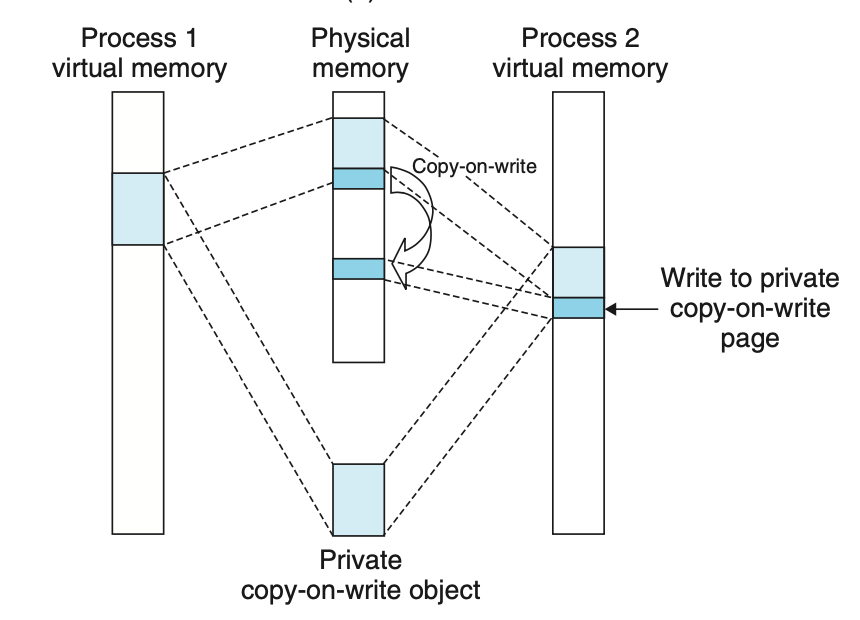 Process 1
virtual memory
Physical
memory
Process 2
virtual memory
Copy-on-write
Write to private
copy-on-write
page
Private
copy-on-write object